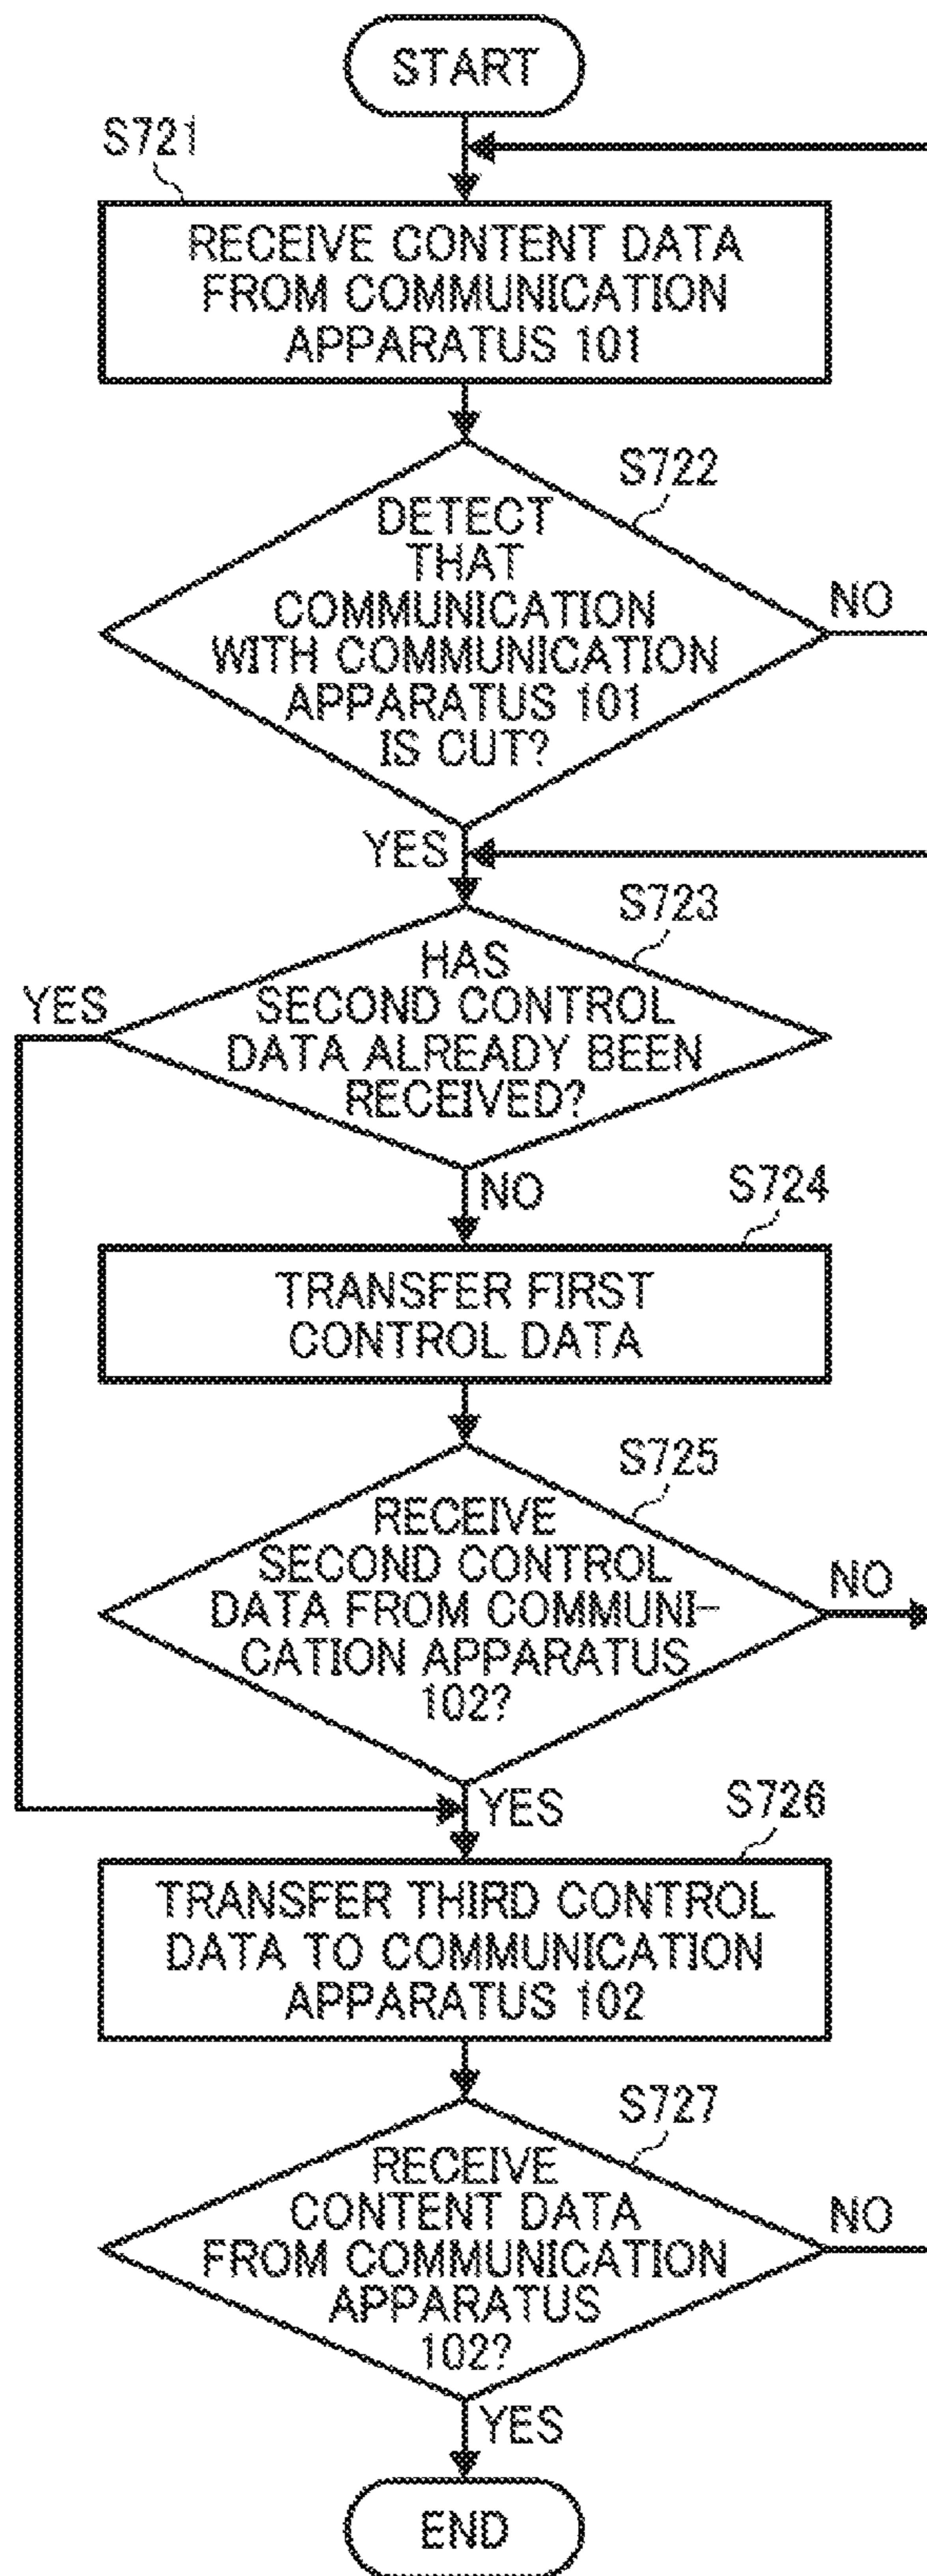 START
S721
RECEIVE CONTENT DATA
FROM COMMUNICATION
APPARATUS 101
S722
DETECT
THAT
COMMUNICATION
WITH COMMUNICATION
APPARATUS 101
IS CUT?
NO
YES
S723
HAS
SECOND CONTROL
DATA ALREADY BEEN
RECEIVED?
YES
NO
S724
TRANSFER FIRST
CONTROL DATA
S725
RECEIVE
SECOND CONTROL
DATA FROM COMMUNI-
CATION APPARATUS
102?
NO
YES
S726
TRANSFER THIRD CONTROL
DATA TO COMMUNICATION
APPARATUS 102
S727
RECEIVE
CONTENT DATA
FROM COMMUNICATION
APPARATUS
102?
NO
YES
END